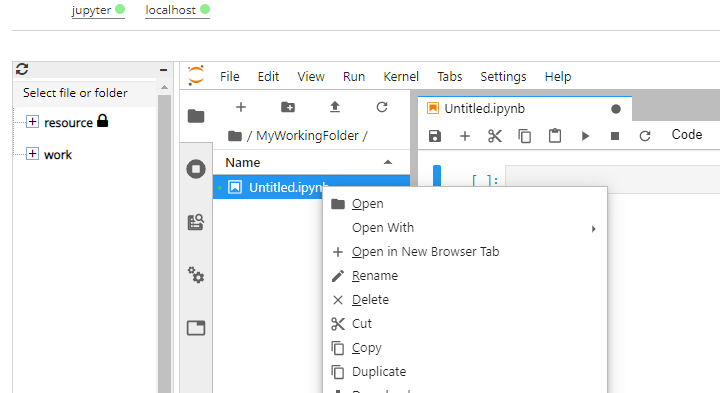 jupyter localhost
File Edit View Run Kernel Tabs Settings Help
Select file or folder
resource
work
/ MyWorkingFolder /
Name
Untitled.ipynb
Untitled.ipynb
Code
[ ]:
Open
Open With
Open in New Browser Tab
Rename
Delete
Cut
Copy
Duplicate